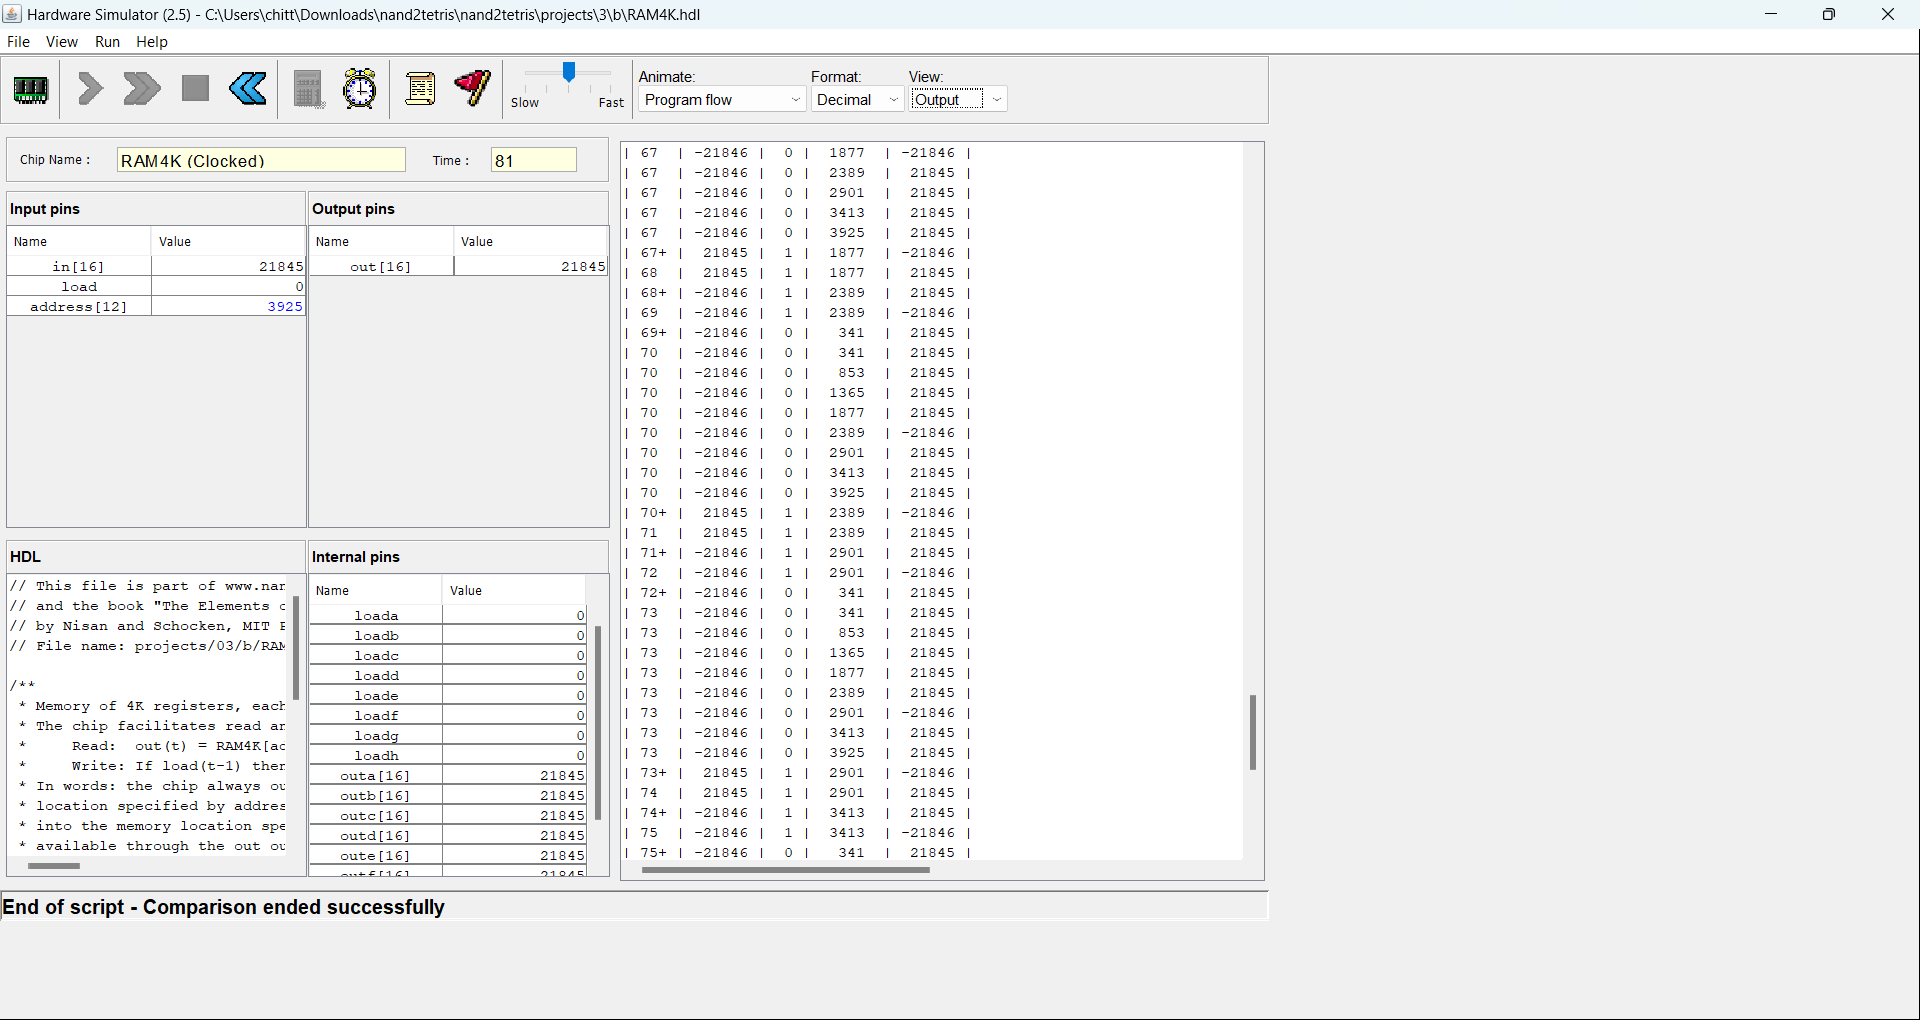 Hardware Simulator (2.5) - C:\Users\chitt\Downloads\nand2tetris\nand2tetris\projects\3\b\RAM4K.hdl
File View Run Help
Slow Fast
Animate: Format: View:
Program flow Decimal Output
Chip Name : RAM4K (Clocked) Time : 81
Input pins
Name Value
in[16] 21845
load 0
address[12] 3925
Output pins
Name Value
out[16] 21845
HDL
// This file is part of www.nan
// and the book "The Elements o
// by Nisan and Schocken, MIT P
// File name: projects/03/b/RAM
/**
* Memory of 4K registers, each
* The chip facilitates read an
* Read: out(t) = RAM4K[ad
* Write: If load(t-1) then
* In words: the chip always ou
* location specified by addres
* into the memory location spe
* available through the out ou
Internal pins
Name Value
loada 0
loadb 0
loadc 0
loadd 0
loade 0
loadf 0
loadg 0
loadh 0
outa[16] 21845
outb[16] 21845
outc[16] 21845
outd[16] 21845
oute[16] 21845
outf[16] 21845
| 67 | -21846 | 0 | 1877 | -21846 |
| 67 | -21846 | 0 | 2389 | 21845 |
| 67 | -21846 | 0 | 2901 | 21845 |
| 67 | -21846 | 0 | 3413 | 21845 |
| 67 | -21846 | 0 | 3925 | 21845 |
| 67+ | 21845 | 1 | 1877 | -21846 |
| 68 | 21845 | 1 | 1877 | 21845 |
| 68+ | -21846 | 1 | 2389 | 21845 |
| 69 | -21846 | 1 | 2389 | -21846 |
| 69+ | -21846 | 0 | 341 | 21845 |
| 70 | -21846 | 0 | 341 | 21845 |
| 70 | -21846 | 0 | 853 | 21845 |
| 70 | -21846 | 0 | 1365 | 21845 |
| 70 | -21846 | 0 | 1877 | 21845 |
| 70 | -21846 | 0 | 2389 | -21846 |
| 70 | -21846 | 0 | 2901 | 21845 |
| 70 | -21846 | 0 | 3413 | 21845 |
| 70 | -21846 | 0 | 3925 | 21845 |
| 70+ | 21845 | 1 | 2389 | -21846 |
| 71 | 21845 | 1 | 2389 | 21845 |
| 71+ | -21846 | 1 | 2901 | 21845 |
| 72 | -21846 | 1 | 2901 | -21846 |
| 72+ | -21846 | 0 | 341 | 21845 |
| 73 | -21846 | 0 | 341 | 21845 |
| 73 | -21846 | 0 | 853 | 21845 |
| 73 | -21846 | 0 | 1365 | 21845 |
| 73 | -21846 | 0 | 1877 | 21845 |
| 73 | -21846 | 0 | 2389 | 21845 |
| 73 | -21846 | 0 | 2901 | -21846 |
| 73 | -21846 | 0 | 3413 | 21845 |
| 73 | -21846 | 0 | 3925 | 21845 |
| 73+ | 21845 | 1 | 2901 | -21846 |
| 74 | 21845 | 1 | 2901 | 21845 |
| 74+ | -21846 | 1 | 3413 | 21845 |
| 75 | -21846 | 1 | 3413 | -21846 |
| 75+ | -21846 | 0 | 341 | 21845 |
End of script - Comparison ended successfully